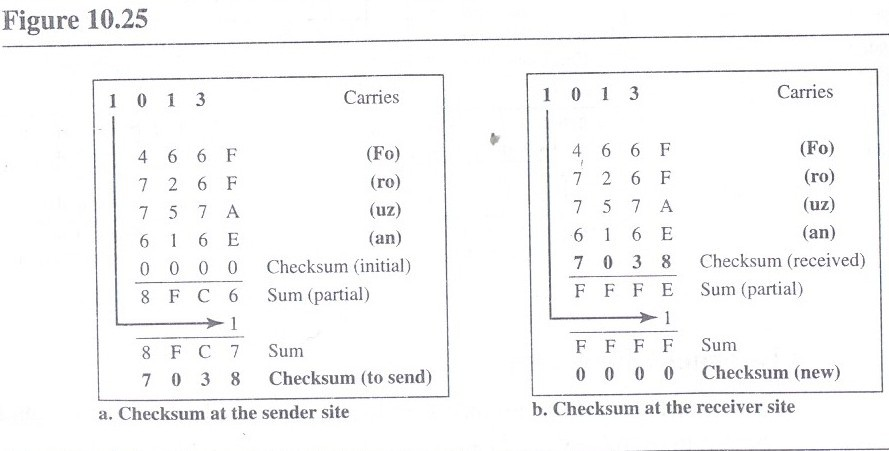 Figure 10.25
1 0 1 3 Carries
4 6 6 F (Fo)
7 2 6 F (ro)
7 5 7 A (uz)
6 1 6 E (an)
0 0 0 0 Checksum (initial)
8 F C 6 Sum (partial)
1
8 F C 7 Sum
7 0 3 8 Checksum (to send)
a. Checksum at the sender site
1 0 1 3 Carries
4 6 6 F (Fo)
7 2 6 F (ro)
7 5 7 A (uz)
6 1 6 E (an)
7 0 3 8 Checksum (received)
F F F E Sum (partial)
1
F F F F Sum
0 0 0 0 Checksum (new)
b. Checksum at the receiver site